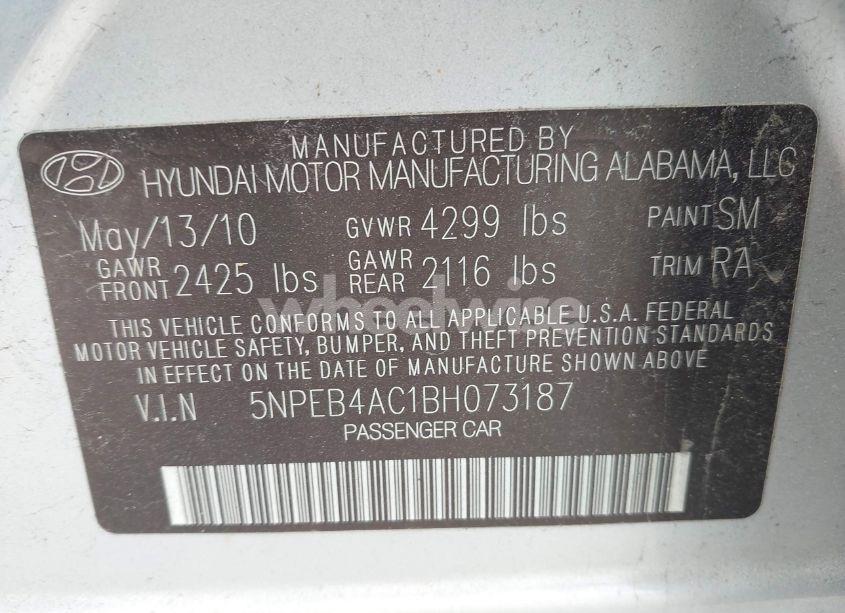 MANUFACTURED BY
HYUNDAI MOTOR MANUFACTURING ALABAMA, LLC
May/13/10 GVWR 4299 lbs PAINT SM
GAWR FRONT 2425 lbs GAWR REAR 2116 lbs TRIM RA
wheelwise
THIS VEHICLE CONFORMS TO ALL APPLICABLE U.S.A. FEDERAL
MOTOR VEHICLE SAFETY, BUMPER, AND THEFT PREVENTION STANDARDS
IN EFFECT ON THE DATE OF MANUFACTURE SHOWN ABOVE
V.I.N 5NPEB4AC1BH073187
PASSENGER CAR